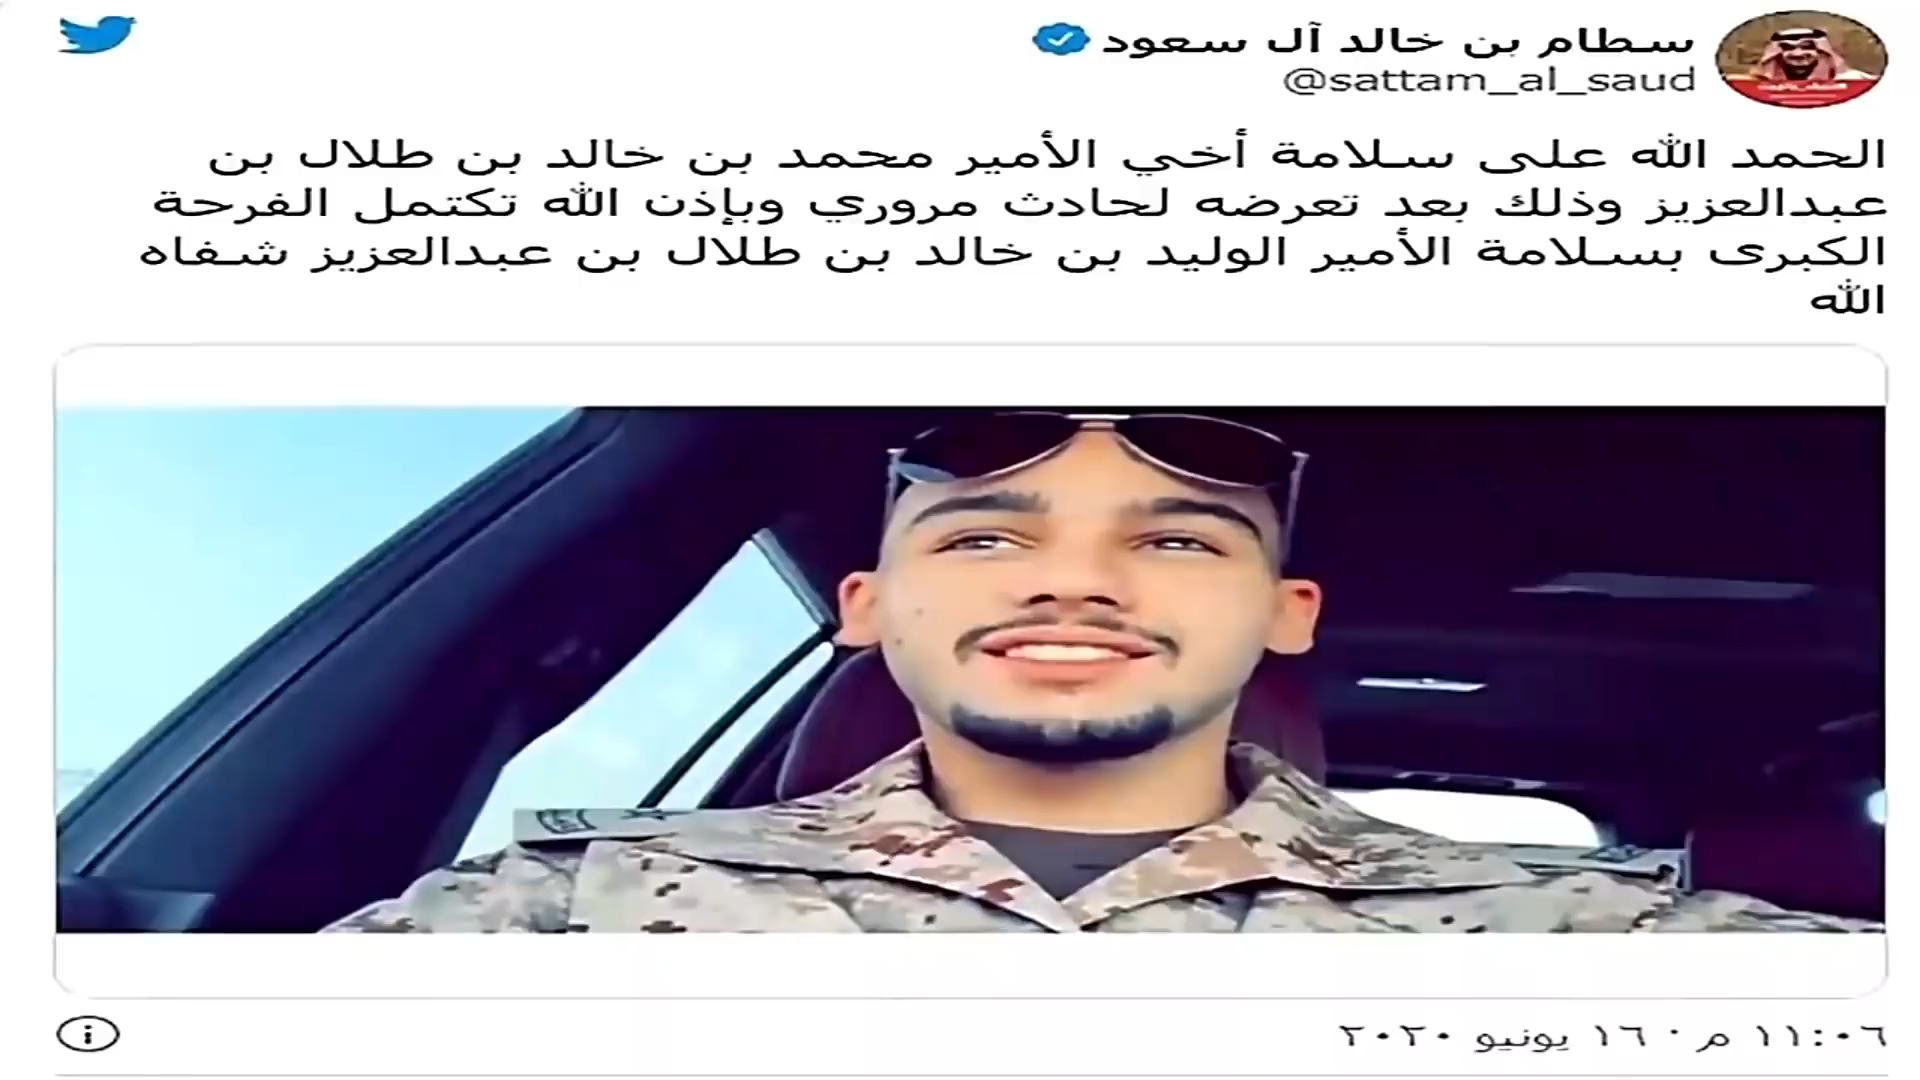 سطام بن خالد آل سعود
@sattam_al_saud
الحمد الله على سلامة أخي الأمير محمد بن خالد بن طلال بن
عبدالعزيز وذلك بعد تعرضه لحادث مروري وبإذن الله تكتمل الفرحة
الكبرى بسلامة الأمير الوليد بن خالد بن طلال بن عبدالعزيز شفاه
الله
١١:٠٦ م · ١٦ يونيو ٢٠٢٠